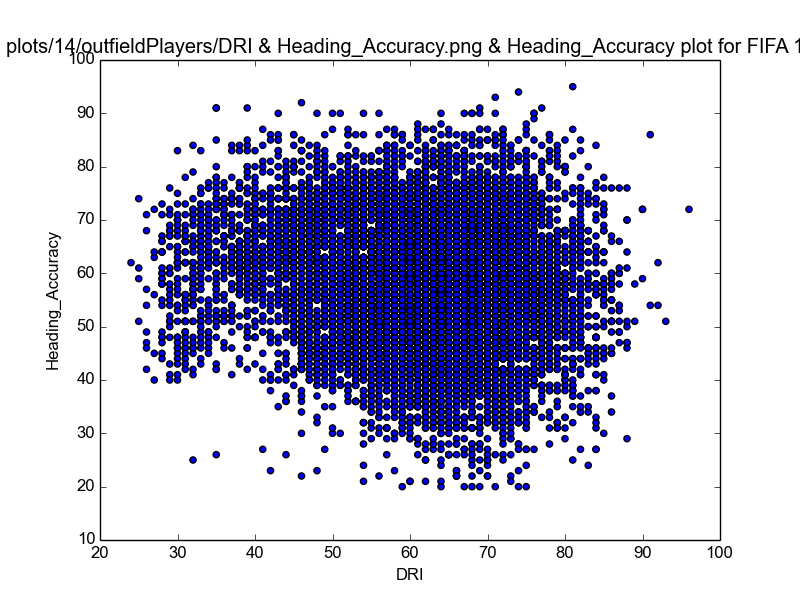 plots/14/outfieldPlayers/DRI & Heading_Accuracy.png & Heading_Accuracy plot for FIFA 1
100
90
80
70
60
50
40
30
20
10
Heading_Accuracy
20 30 40 50 60 70 80 90 100
DRI